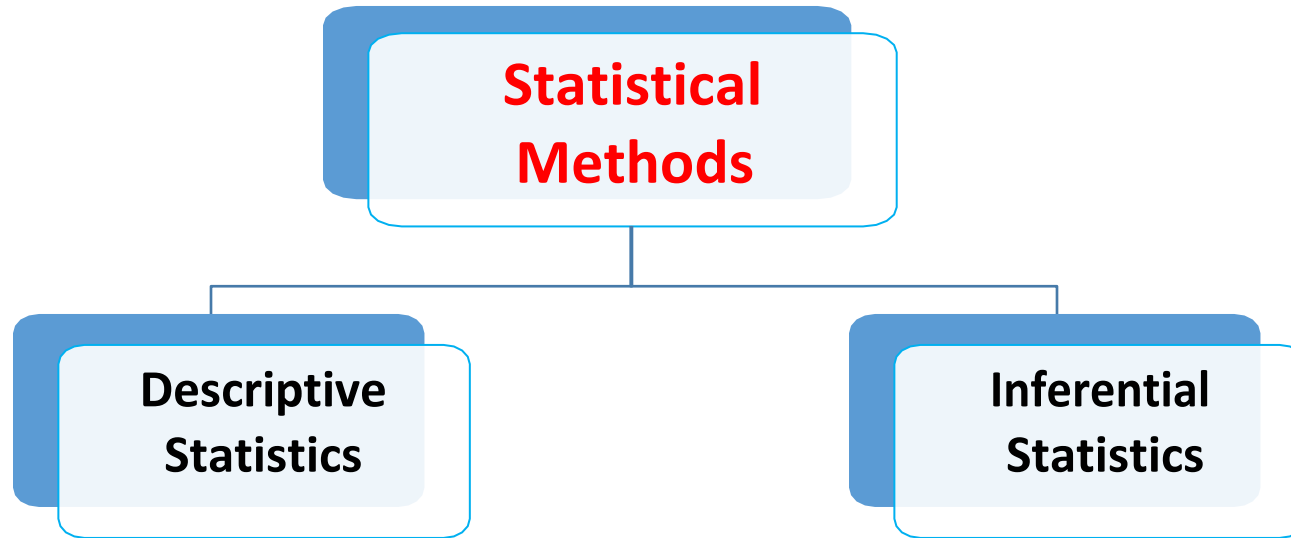 Statistical
Methods
Descriptive
Statistics
Inferential
Statistics